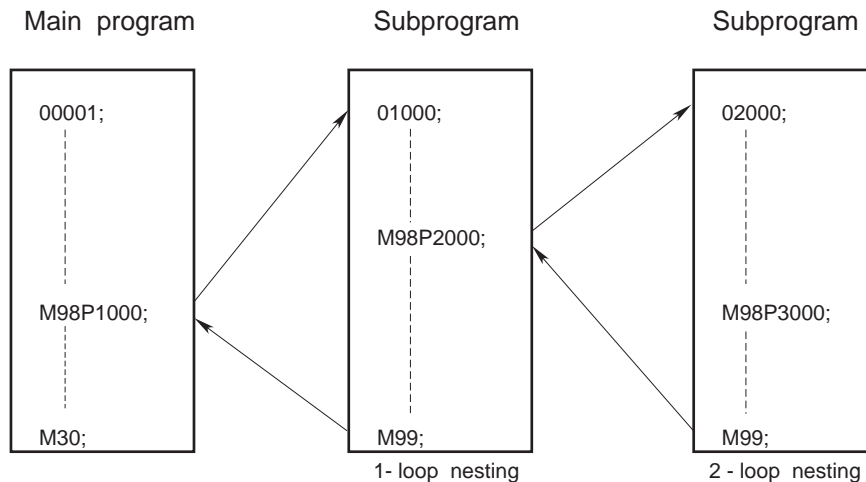 Main program
00001;
M98P1000;
M30;
Subprogram
01000;
M98P2000;
M99;
1- loop nesting
Subprogram
02000;
M98P3000;
M99;
2 - loop nesting